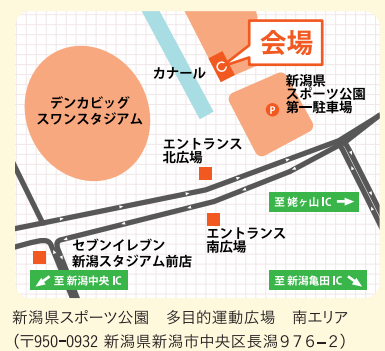 会場
カナール
デンカビッグ
スワンスタジアム
新潟県
スポーツ公園
第一駐車場
P
エントランス
北広場
至 姥ヶ山 IC
エントランス
南広場
セブンイレブン
新潟スタジアム前店
至 新潟中央 IC
至 新潟亀田 IC
新潟県スポーツ公園　多目的運動広場　南エリア
（〒950-0932 新潟県新潟市中央区長潟９７６−２）